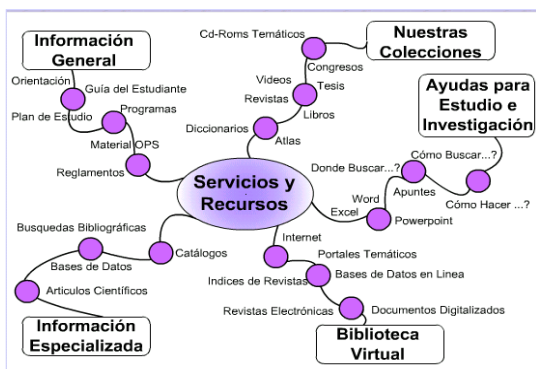 Información
General
Orientación
Guía del Estudiante
Plan de Estudio
Programas
Material OPS
Reglamentos
Cd-Roms Temáticos
Congresos
Videos
Tesis
Revistas
Libros
Diccionarios
Atlas
Nuestras
Colecciones
Ayudas para
Estudio e
Investigación
Cómo Buscar...?
Donde Buscar...?
Cómo Hacer ...?
Apuntes
Word
Excel
Powerpoint
Servicios y
Recursos
Busquedas Bibliográficas
Catálogos
Bases de Datos
Articulos Científicos
Información
Especializada
Internet
Portales Temáticos
Indices de Revistas
Bases de Datos en Linea
Revistas Electrónicas
Documentos Digitalizados
Biblioteca
Virtual